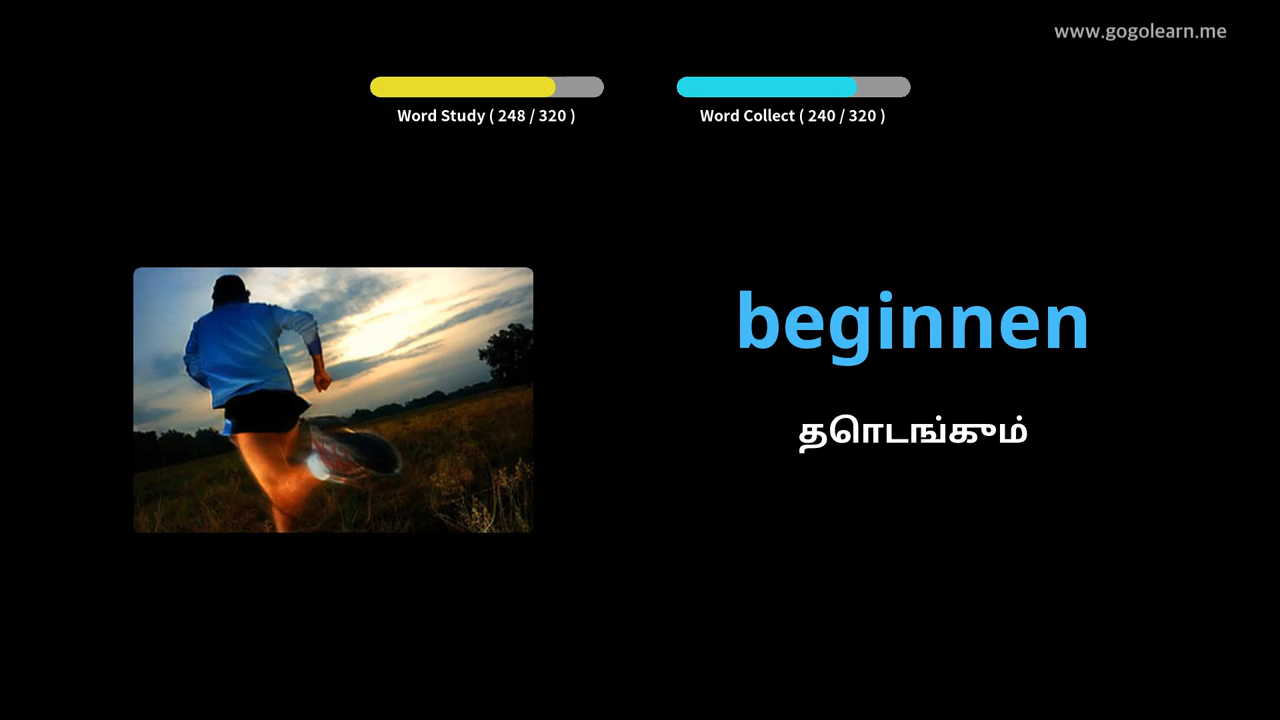 www.gogolearn.me
Word Study ( 248 / 320 )
Word Collect ( 240 / 320 )
beginnen
தொடங்கும்